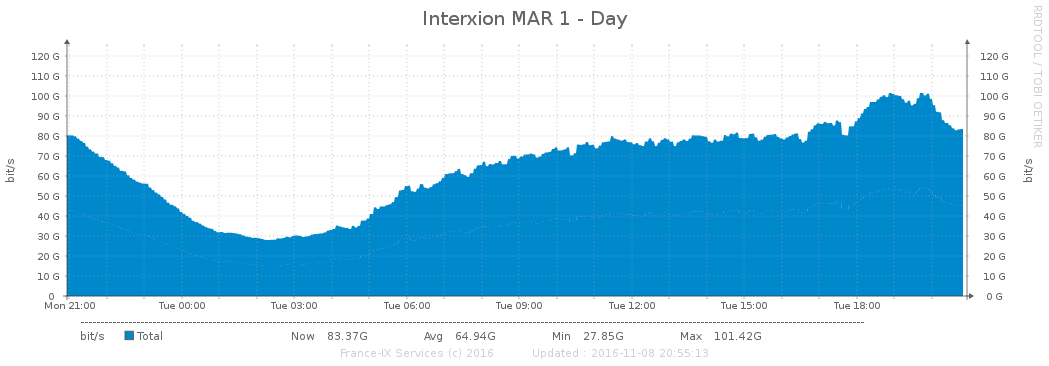 Interxion MAR 1 - Day
RRDTOOL / TOBI OETIKER
bit/s
120 G 120 G
110 G 110 G
100 G 100 G
90 G 90 G
80 G 80 G
70 G 70 G
60 G 60 G
50 G 50 G
40 G 40 G
30 G 30 G
20 G 20 G
10 G 10 G
0 0 G
bit/s
Mon 21:00 Tue 00:00 Tue 03:00 Tue 06:00 Tue 09:00 Tue 12:00 Tue 15:00 Tue 18:00
bit/s Total Now 83.37G Avg 64.94G Min 27.85G Max 101.42G
France-IX Services (c) 2016 Updated : 2016-11-08 20:55:13